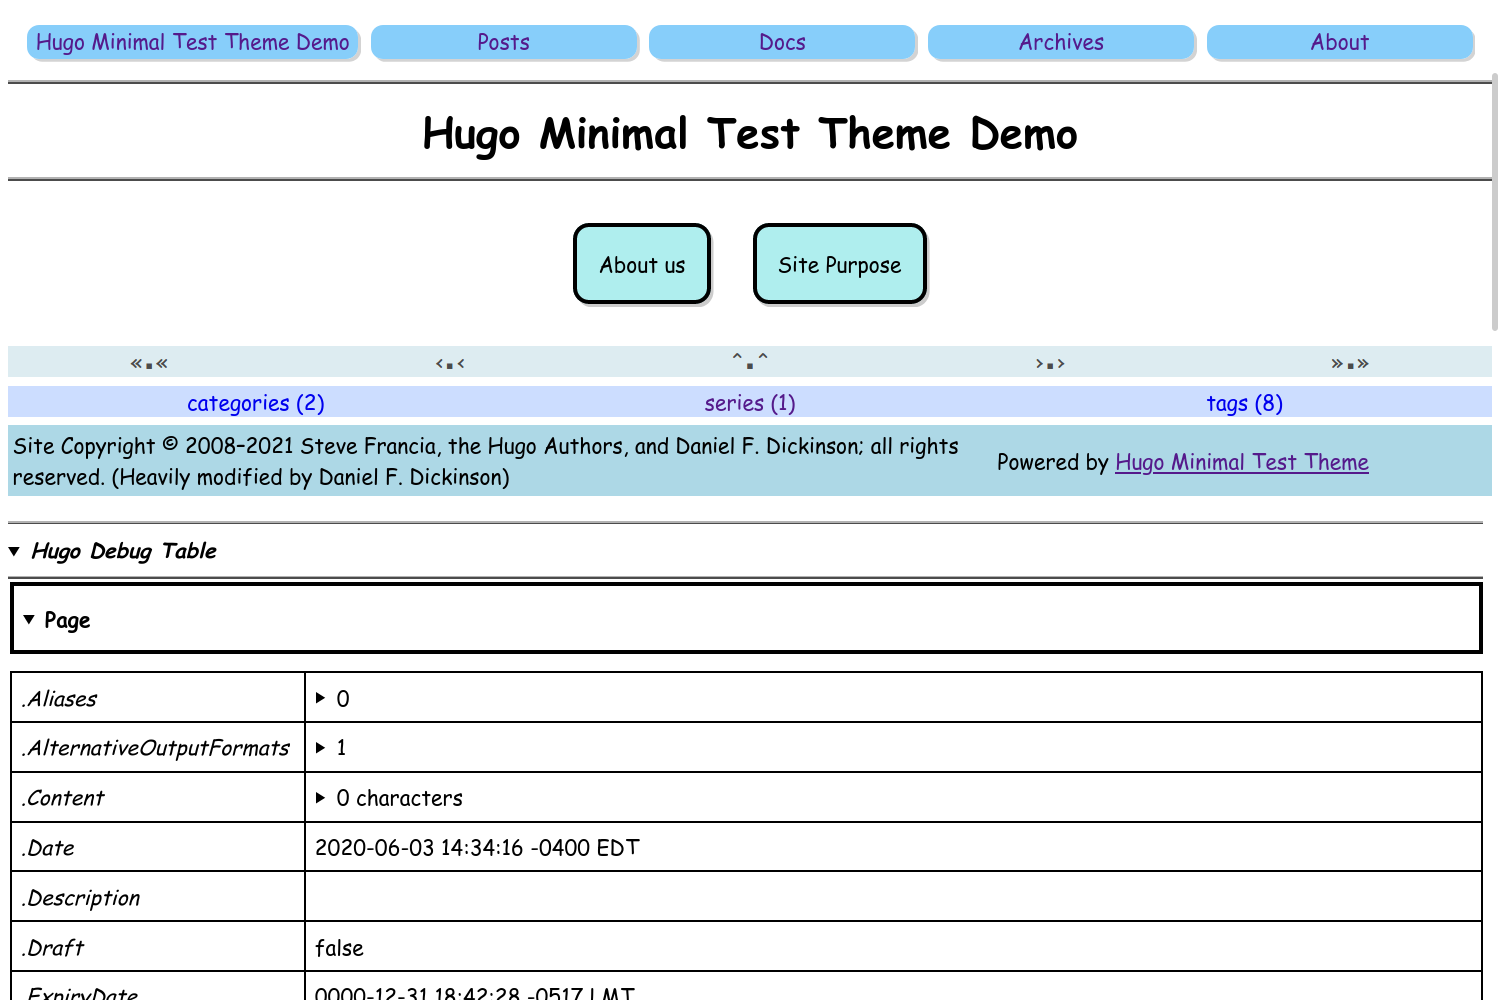 Hugo Minimal Test Theme Demo Posts Docs Archives About
Hugo Minimal Test Theme Demo
About us Site Purpose
«▪« ‹▪‹ ^▪^ ›▪› »▪»
categories (2) series (1) tags (8)
Site Copyright © 2008–2021 Steve Francia, the Hugo Authors, and Daniel F. Dickinson; all rights
reserved. (Heavily modified by Daniel F. Dickinson)
Powered by Hugo Minimal Test Theme
▼ Hugo Debug Table
▼ Page
.Aliases ▶ 0
.AlternativeOutputFormats ▶ 1
.Content ▶ 0 characters
.Date 2020-06-03 14:34:16 -0400 EDT
.Description
.Draft false
.ExpiryDate 0000-12-31 18:42:28 -0517 LMT